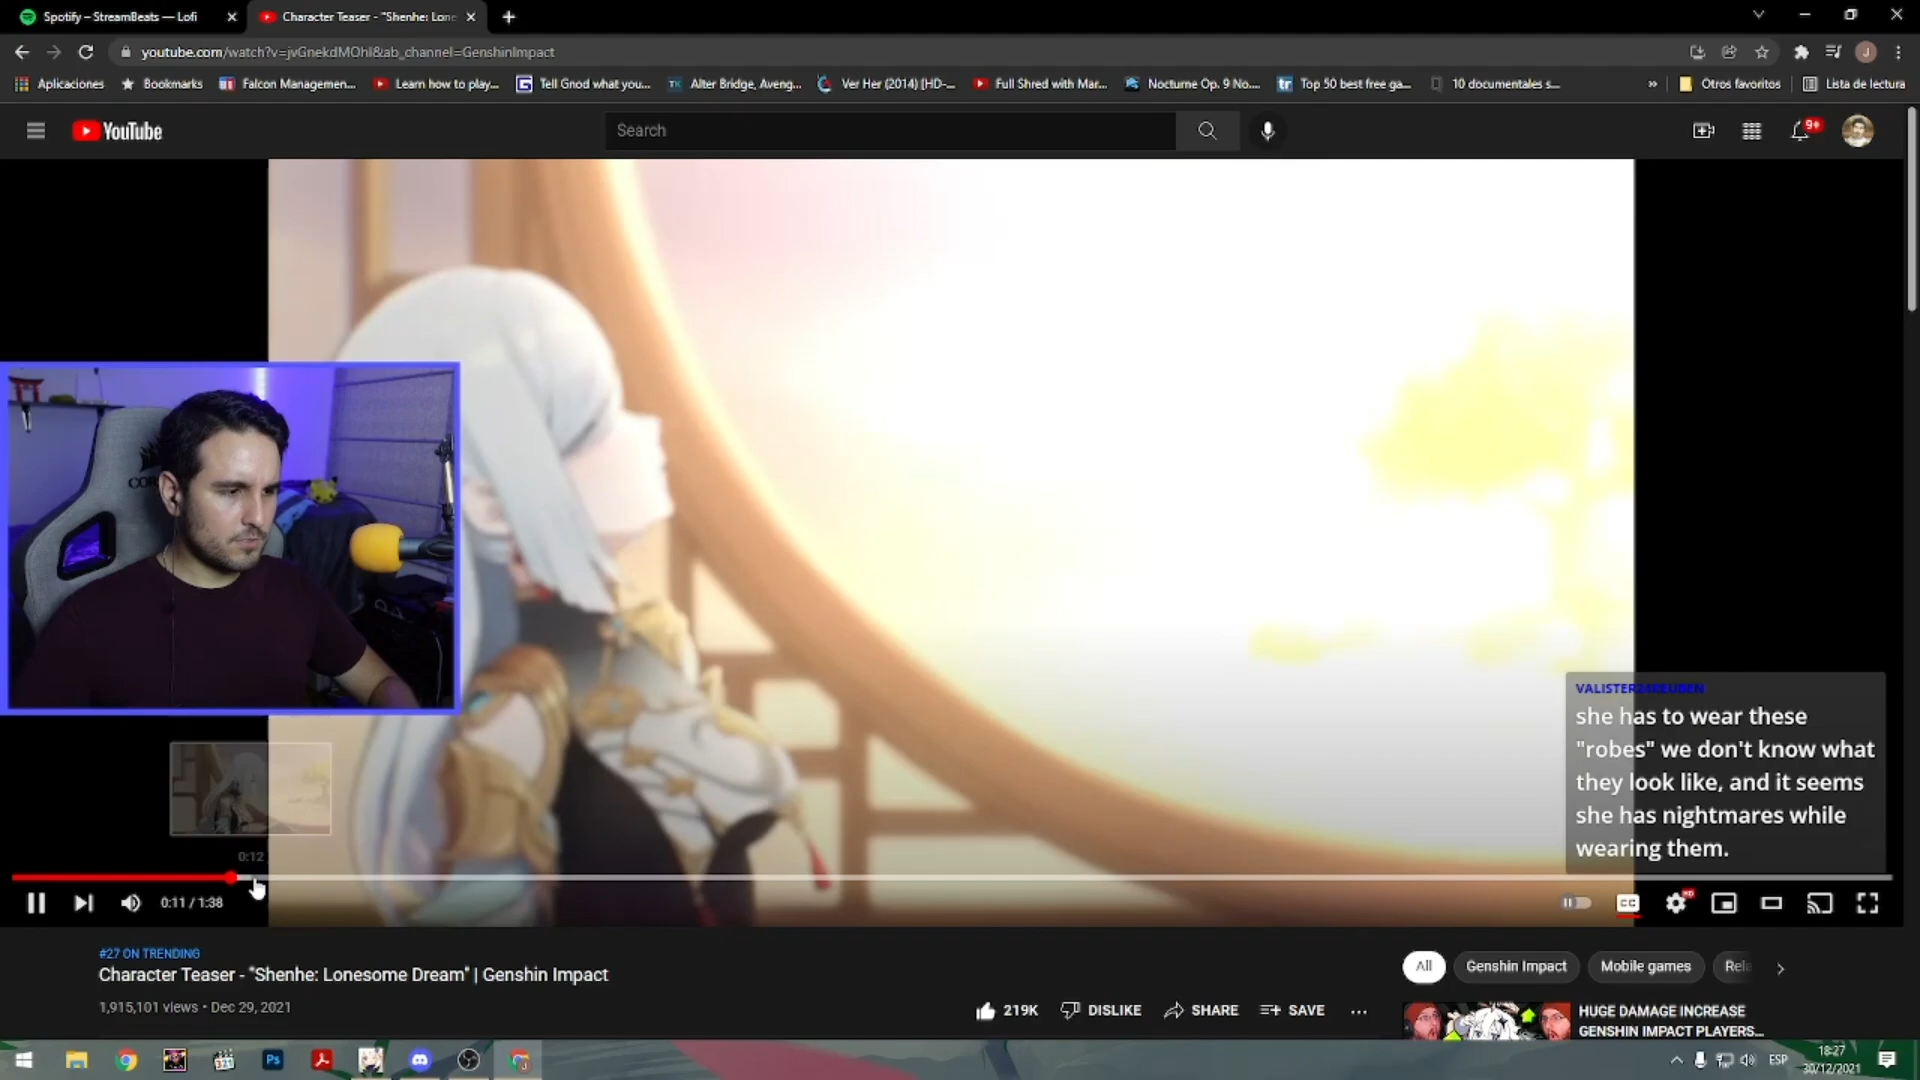 Spotify – StreamBeats — Lofi
Character Teaser - "Shenhe: Lone
youtube.com/watch?v=jvGnekdMOhI&ab_channel=GenshinImpact
Aplicaciones
Bookmarks
Falcon Managemen...
Learn how to play...
Tell Gnod what you...
Alter Bridge, Aveng...
Ver Her (2014) [HD-...
Full Shred with Mar...
Nocturne Op. 9 No....
Top 50 best free ga...
10 documentales s...
»
Otros favoritos
Lista de lectura
YouTube
Search
9+
she has to wear these
"robes" we don't know what
they look like, and it seems
she has nightmares while
wearing them.
0:12
0:11 / 1:38
CC
HD
#27 ON TRENDING
Character Teaser - "Shenhe: Lonesome Dream" | Genshin Impact
1,915,101 views • Dec 29, 2021
219K
DISLIKE
SHARE
SAVE
All
Genshin Impact
Mobile games
Rela
HUGE DAMAGE INCREASE
GENSHIN IMPACT PLAYERS...
Ps
ESP
18:27
30/12/2021